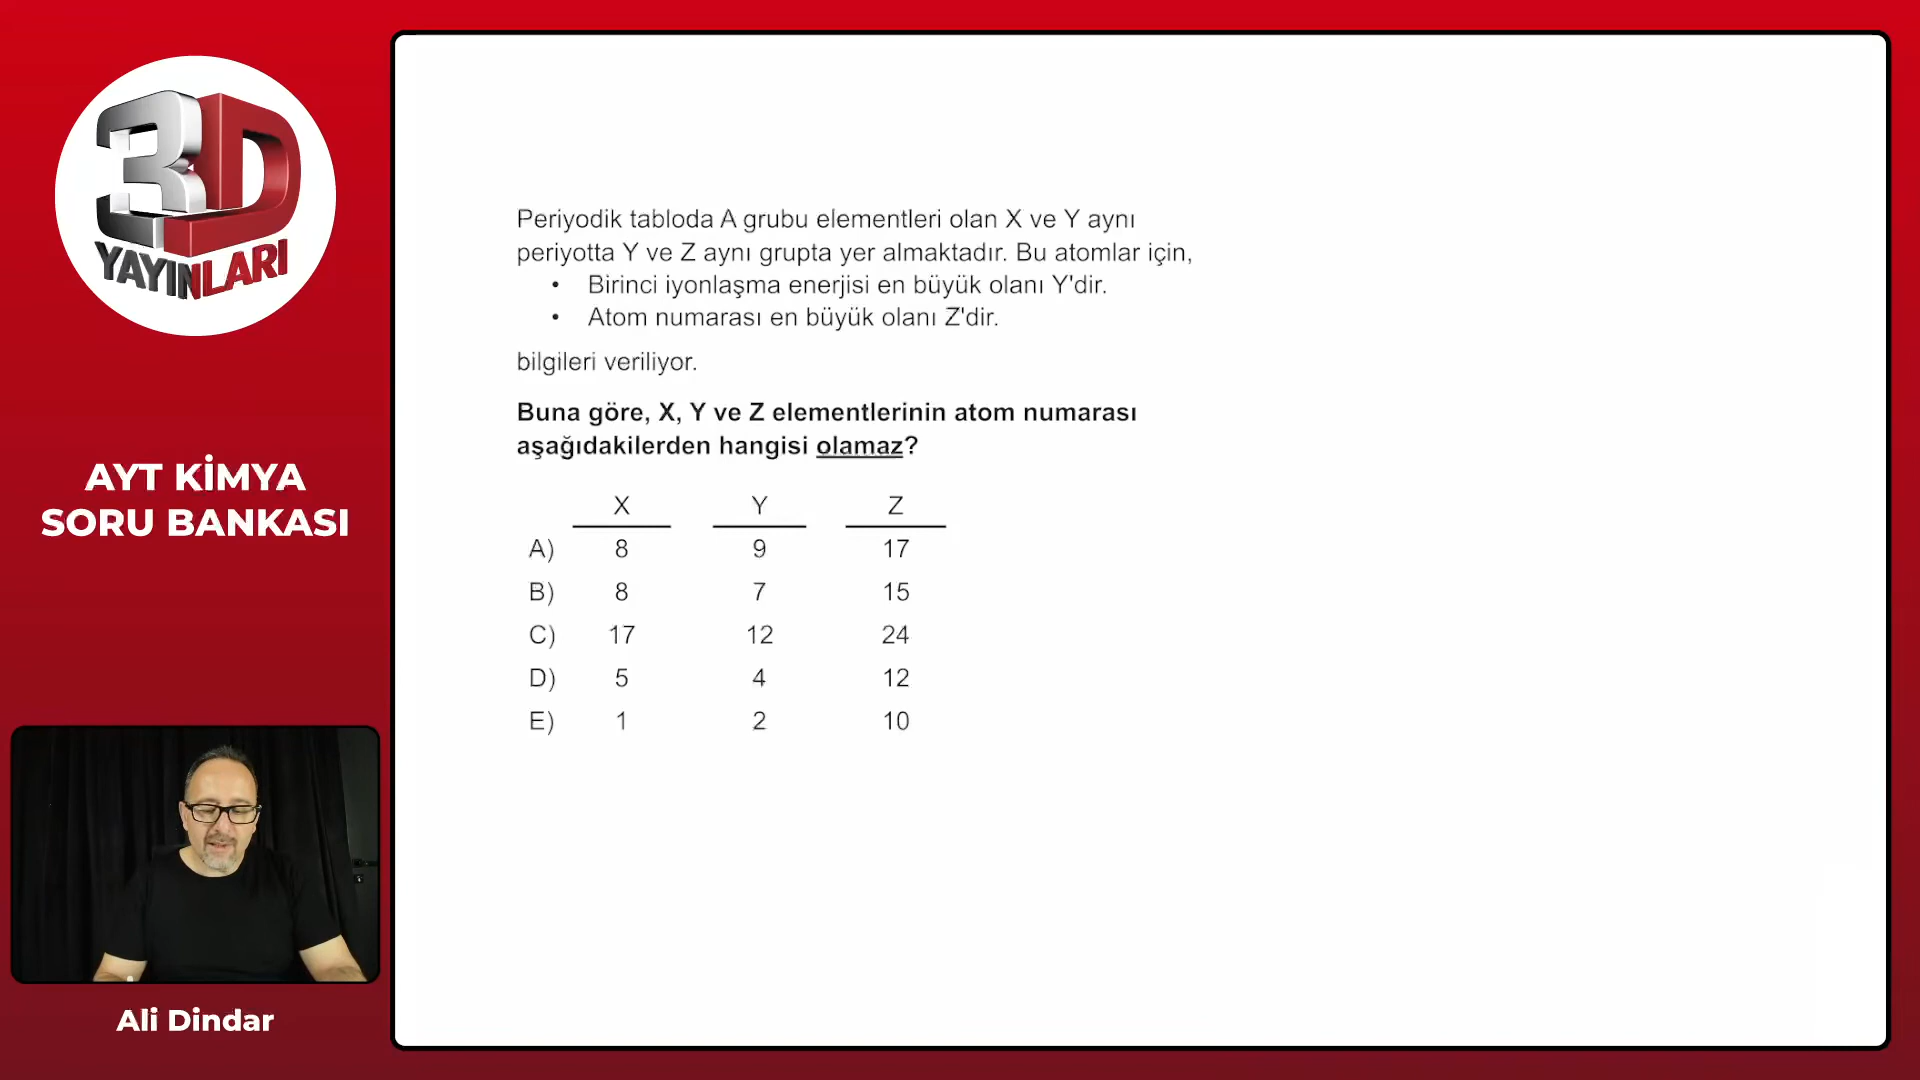 3D
YAYINLARI
AYT KİMYA
SORU BANKASI
Ali Dindar
Periyodik tabloda A grubu elementleri olan X ve Y aynı
periyotta Y ve Z aynı grupta yer almaktadır. Bu atomlar için,
• Birinci iyonlaşma enerjisi en büyük olanı Y'dir.
• Atom numarası en büyük olanı Z'dir.
bilgileri veriliyor.
Buna göre, X, Y ve Z elementlerinin atom numarası
aşağıdakilerden hangisi olamaz?
X Y Z
A) 8 9 17
B) 8 7 15
C) 17 12 24
D) 5 4 12
E) 1 2 10